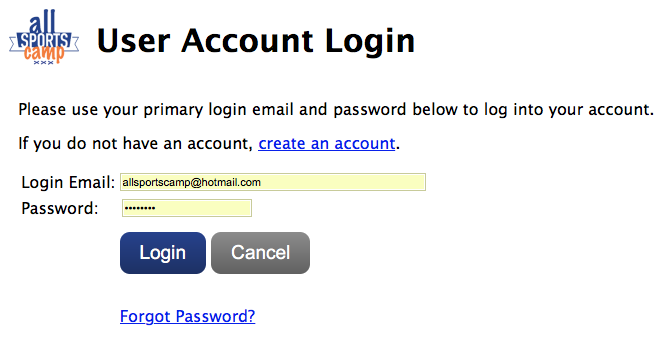 all
SPORTS
camp
xxx
User Account Login
Please use your primary login email and password below to log into your account.
If you do not have an account, create an account.
Login Email: allsportscamp@hotmail.com
Password: ••••••••
Login Cancel
Forgot Password?